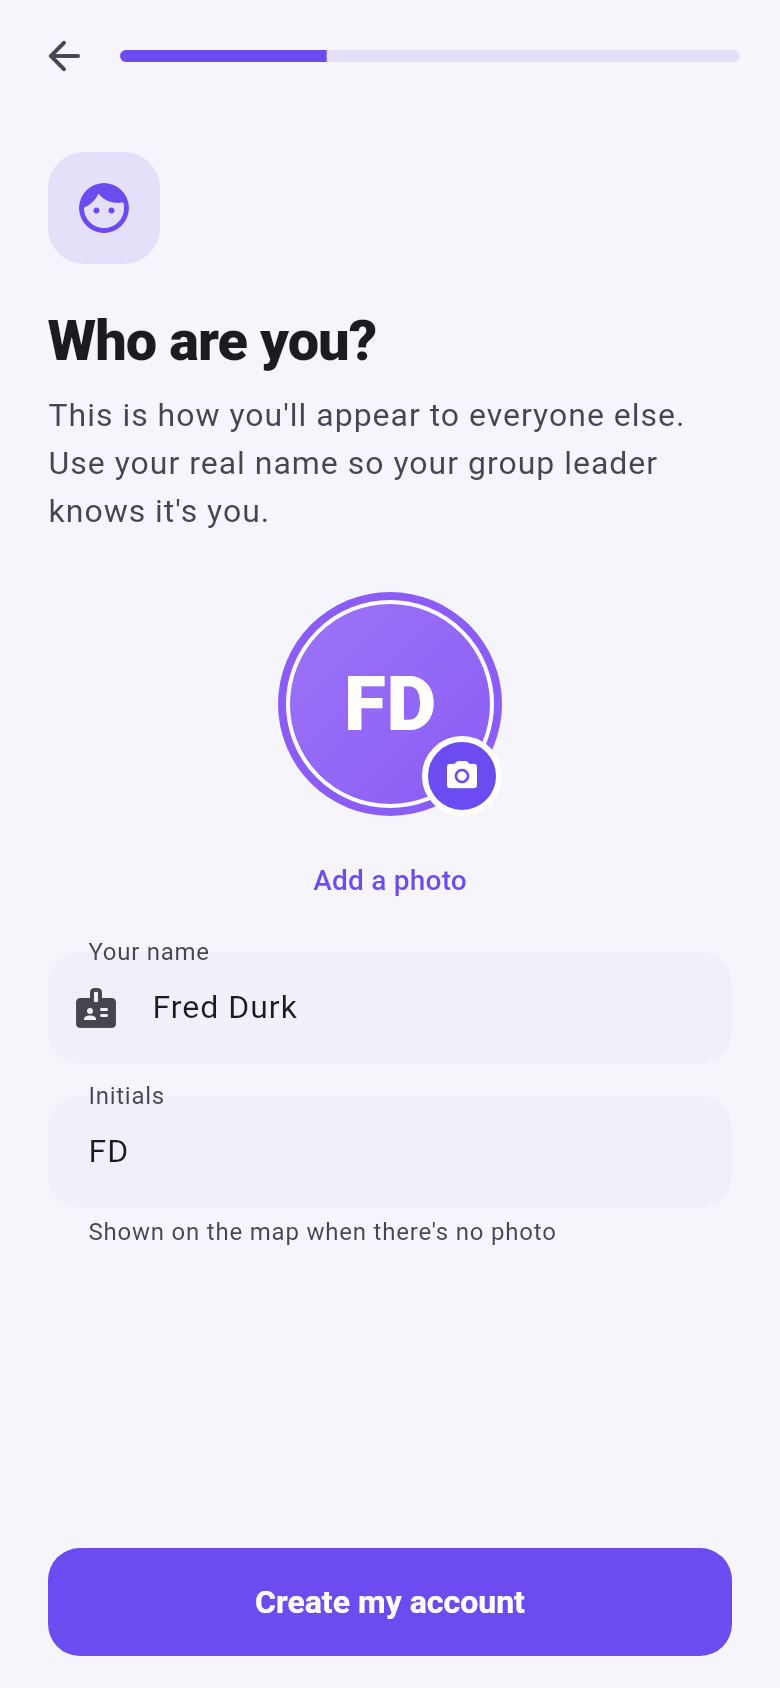 Who are you?
This is how you'll appear to everyone else.
Use your real name so your group leader
knows it's you.
FD
Add a photo
Your name
Fred Durk
Initials
FD
Shown on the map when there's no photo
Create my account